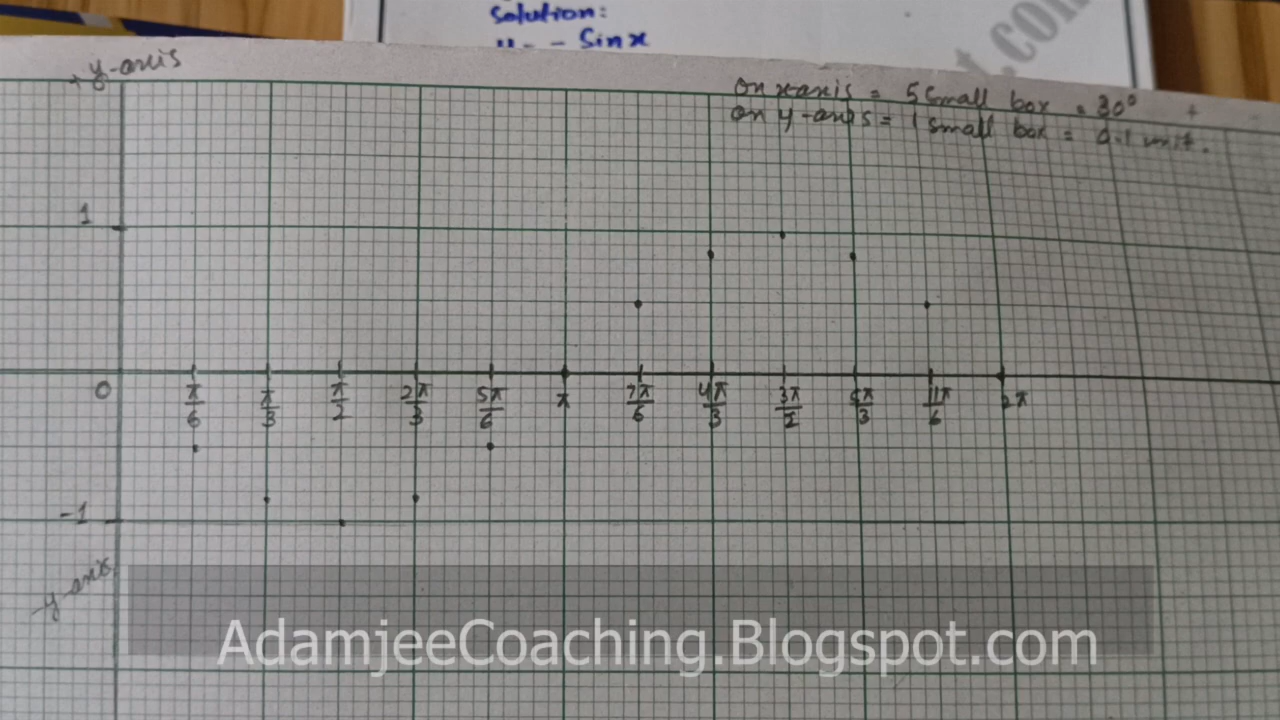 Solution:
y = - Sinx
t.com
+ y-axis
on x-axis = 5 small box = 30°
on y-axis = 1 small box = 0.1 unit.
1
0
π/6 π/3 π/2 2π/3 5π/6 π 7π/6 4π/3 3π/2 5π/3 11π/6 2π
-1
-y-axis
AdamjeeCoaching.Blogspot.com